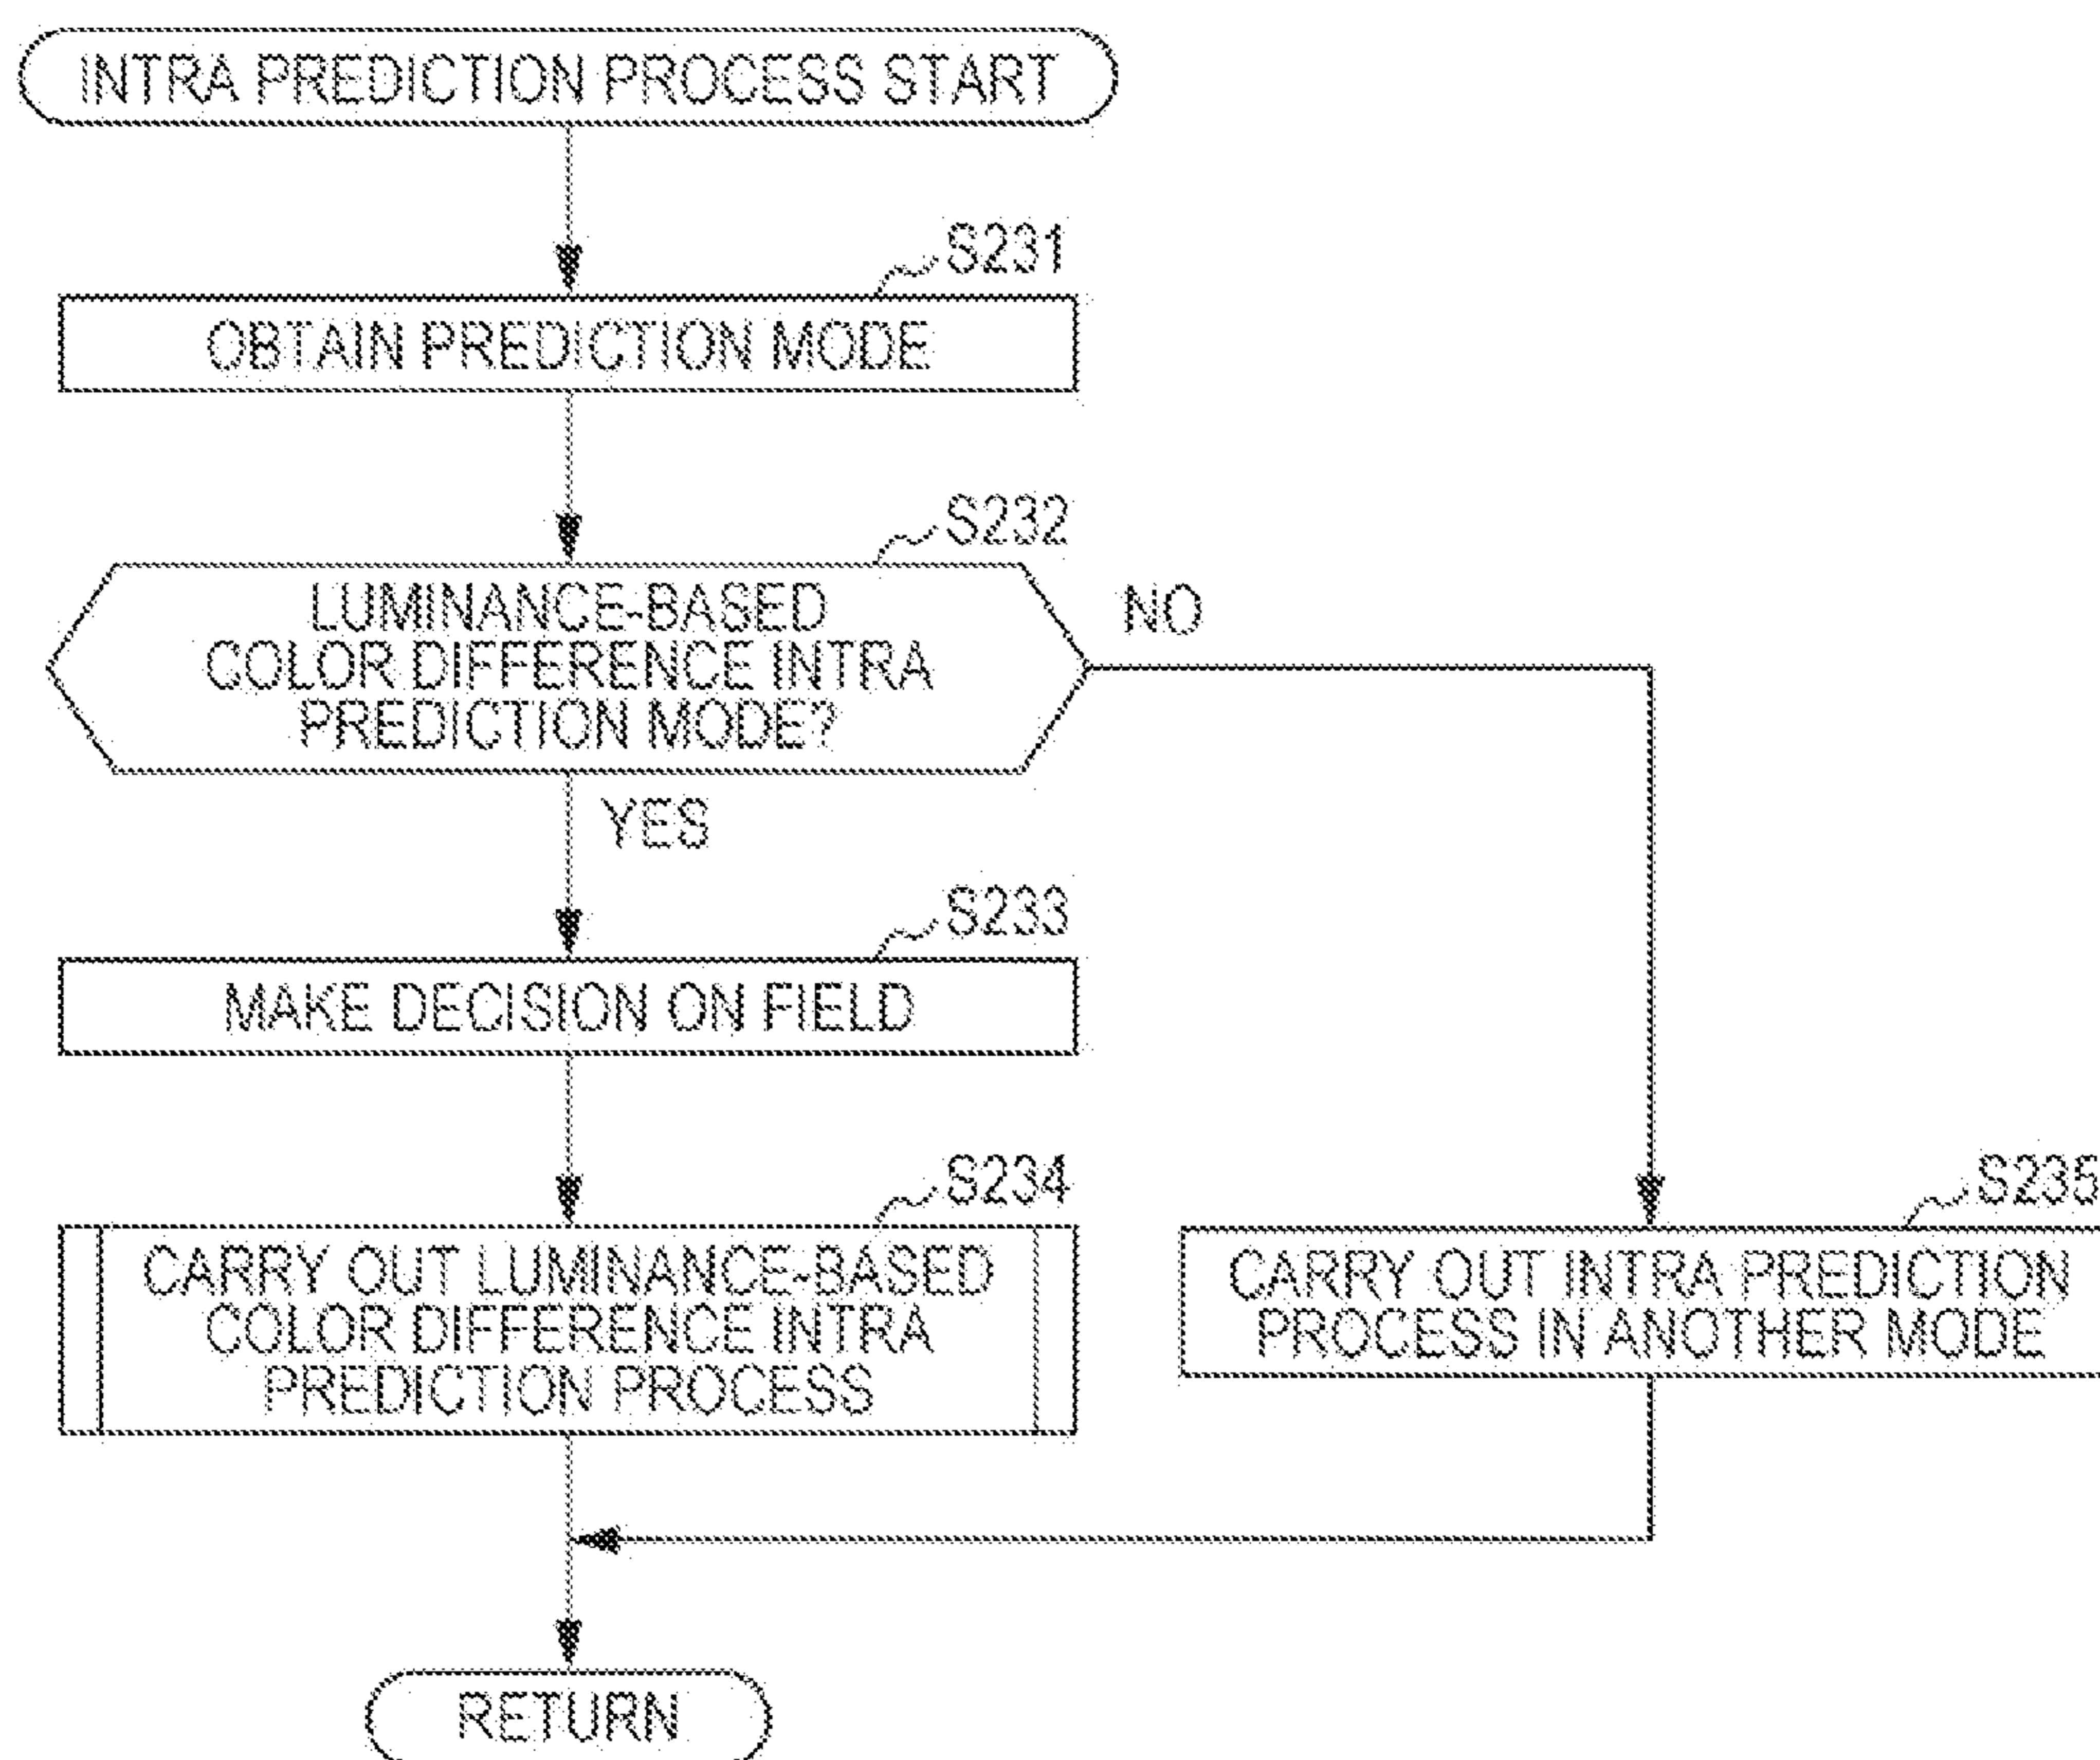 INTRA PREDICTION PROCESS START
S231
OBTAIN PREDICTION MODE
S232
LUMINANCE-BASED
COLOR DIFFERENCE INTRA
PREDICTION MODE?
NO
YES
S233
MAKE DECISION ON FIELD
S234
CARRY OUT LUMINANCE-BASED
COLOR DIFFERENCE INTRA
PREDICTION PROCESS
S235
CARRY OUT INTRA PREDICTION
PROCESS IN ANOTHER MODE
RETURN